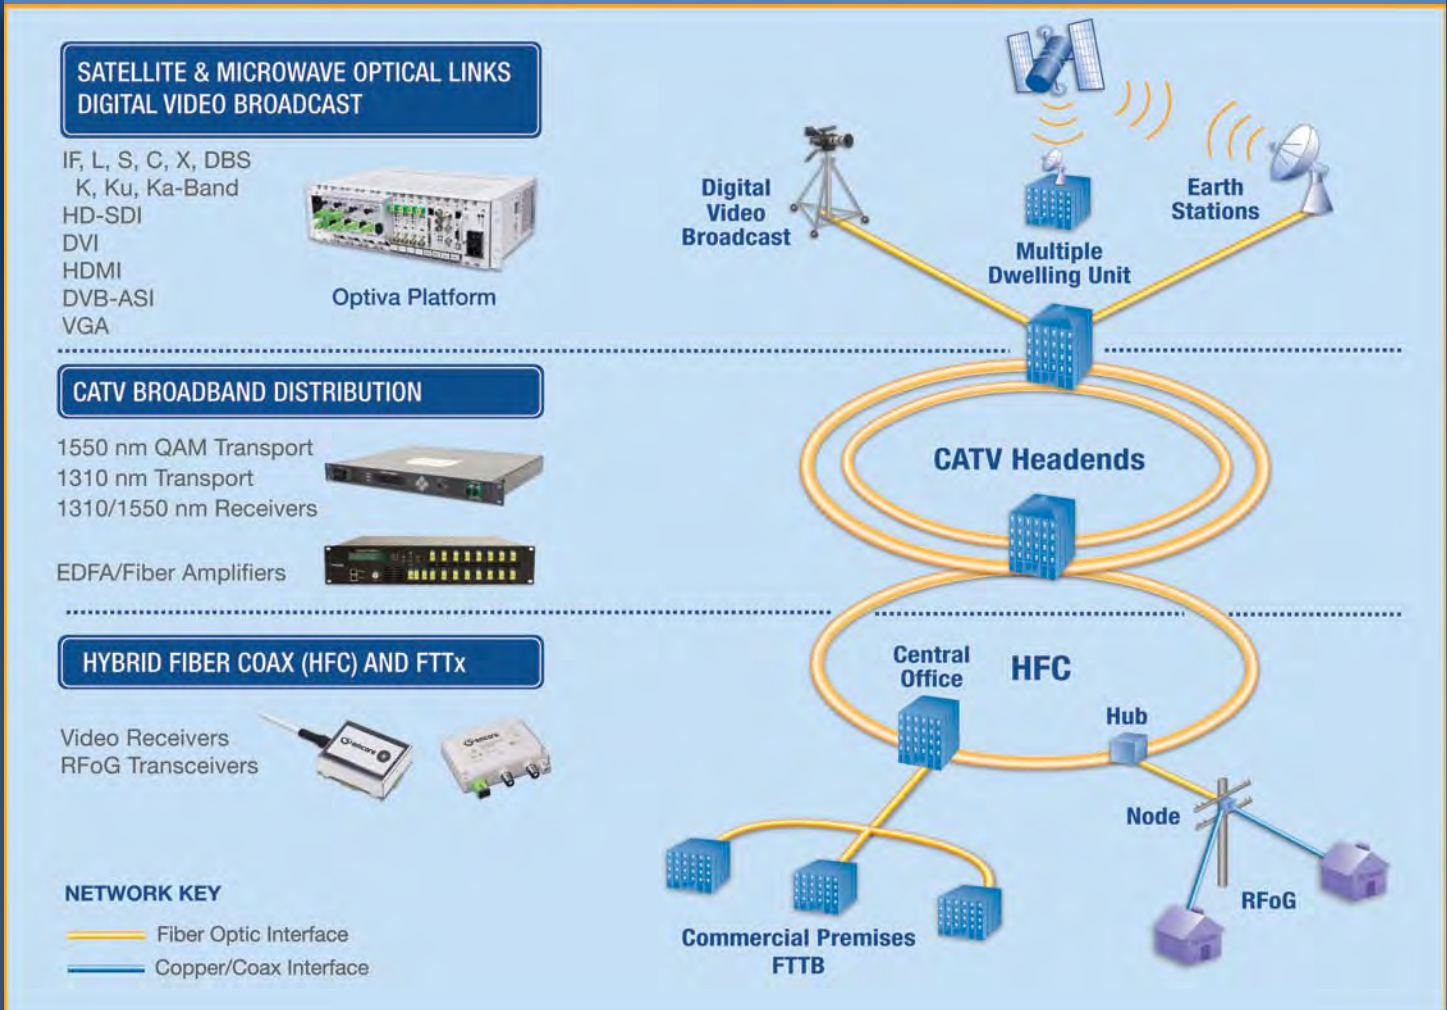 SATELLITE & MICROWAVE OPTICAL LINKS
DIGITAL VIDEO BROADCAST
IF, L, S, C, X, DBS
K, Ku, Ka-Band
HD-SDI
DVI
HDMI
DVB-ASI
VGA
Optiva Platform
Digital
Video
Broadcast
Multiple
Dwelling Unit
Earth
Stations
CATV BROADBAND DISTRIBUTION
1550 nm QAM Transport
1310 nm Transport
1310/1550 nm Receivers
EDFA/Fiber Amplifiers
CATV Headends
HYBRID FIBER COAX (HFC) AND FTTx
Video Receivers
RFoG Transceivers
emcore
emcore
Central
Office
HFC
Hub
Node
RFoG
Commercial Premises
FTTB
NETWORK KEY
Fiber Optic Interface
Copper/Coax Interface